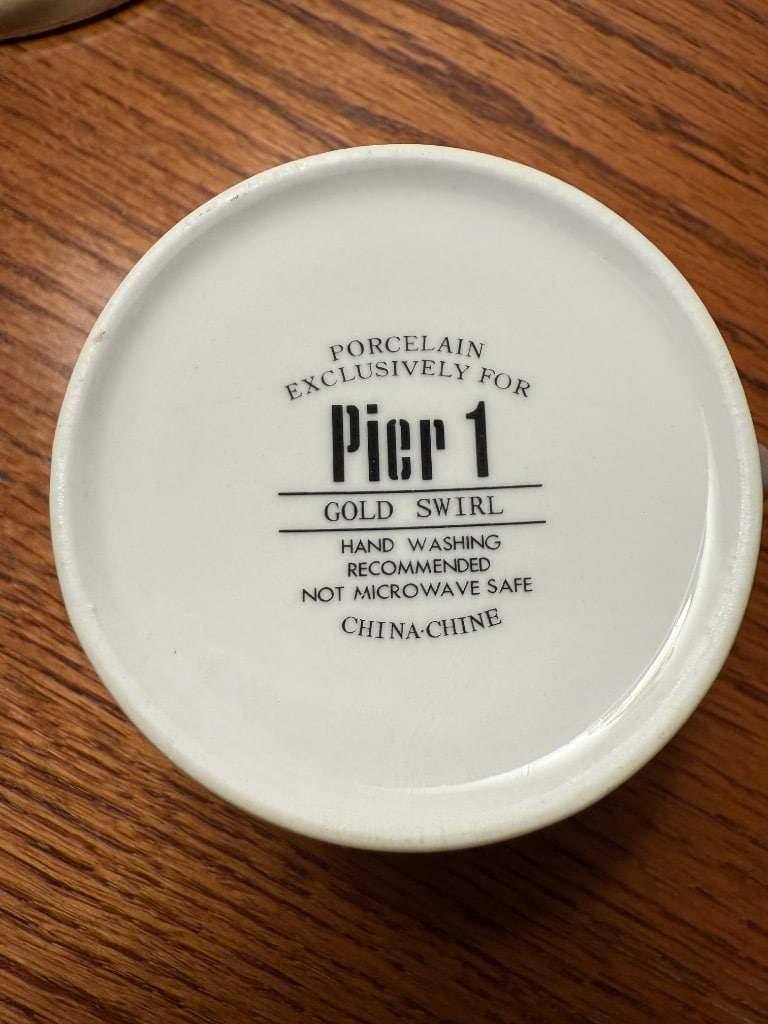 PORCELAIN
EXCLUSIVELY FOR
Pier 1
GOLD SWIRL
HAND WASHING
RECOMMENDED
NOT MICROWAVE SAFE
CHINA·CHINE